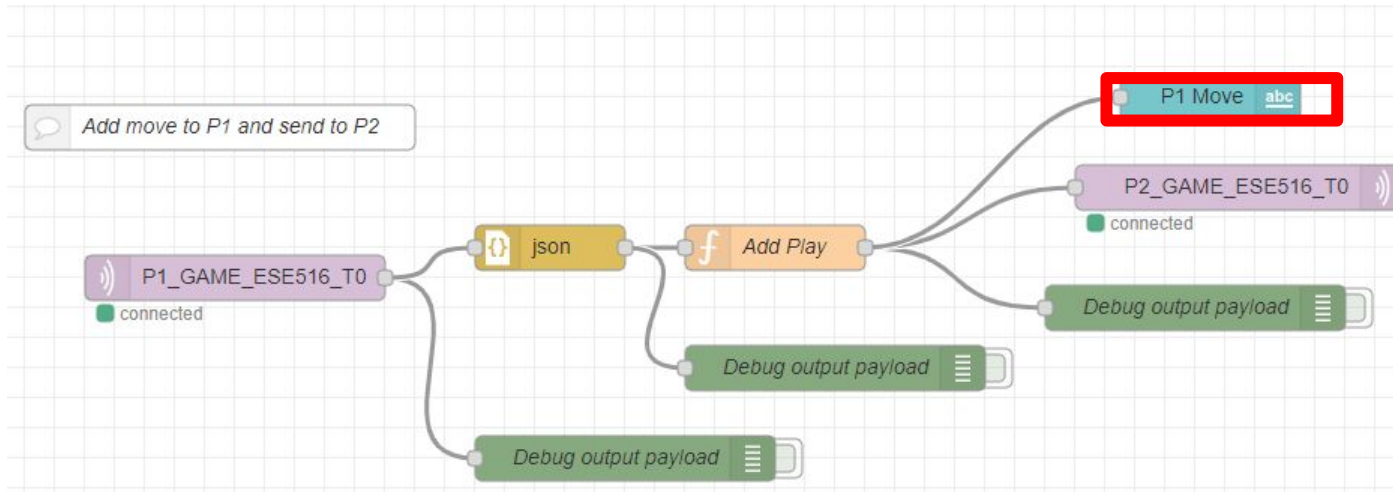 P1 Move abc
Add move to P1 and send to P2
P2_GAME_ESE516_T0
connected
json
Add Play
P1_GAME_ESE516_T0
connected
Debug output payload
Debug output payload
Debug output payload